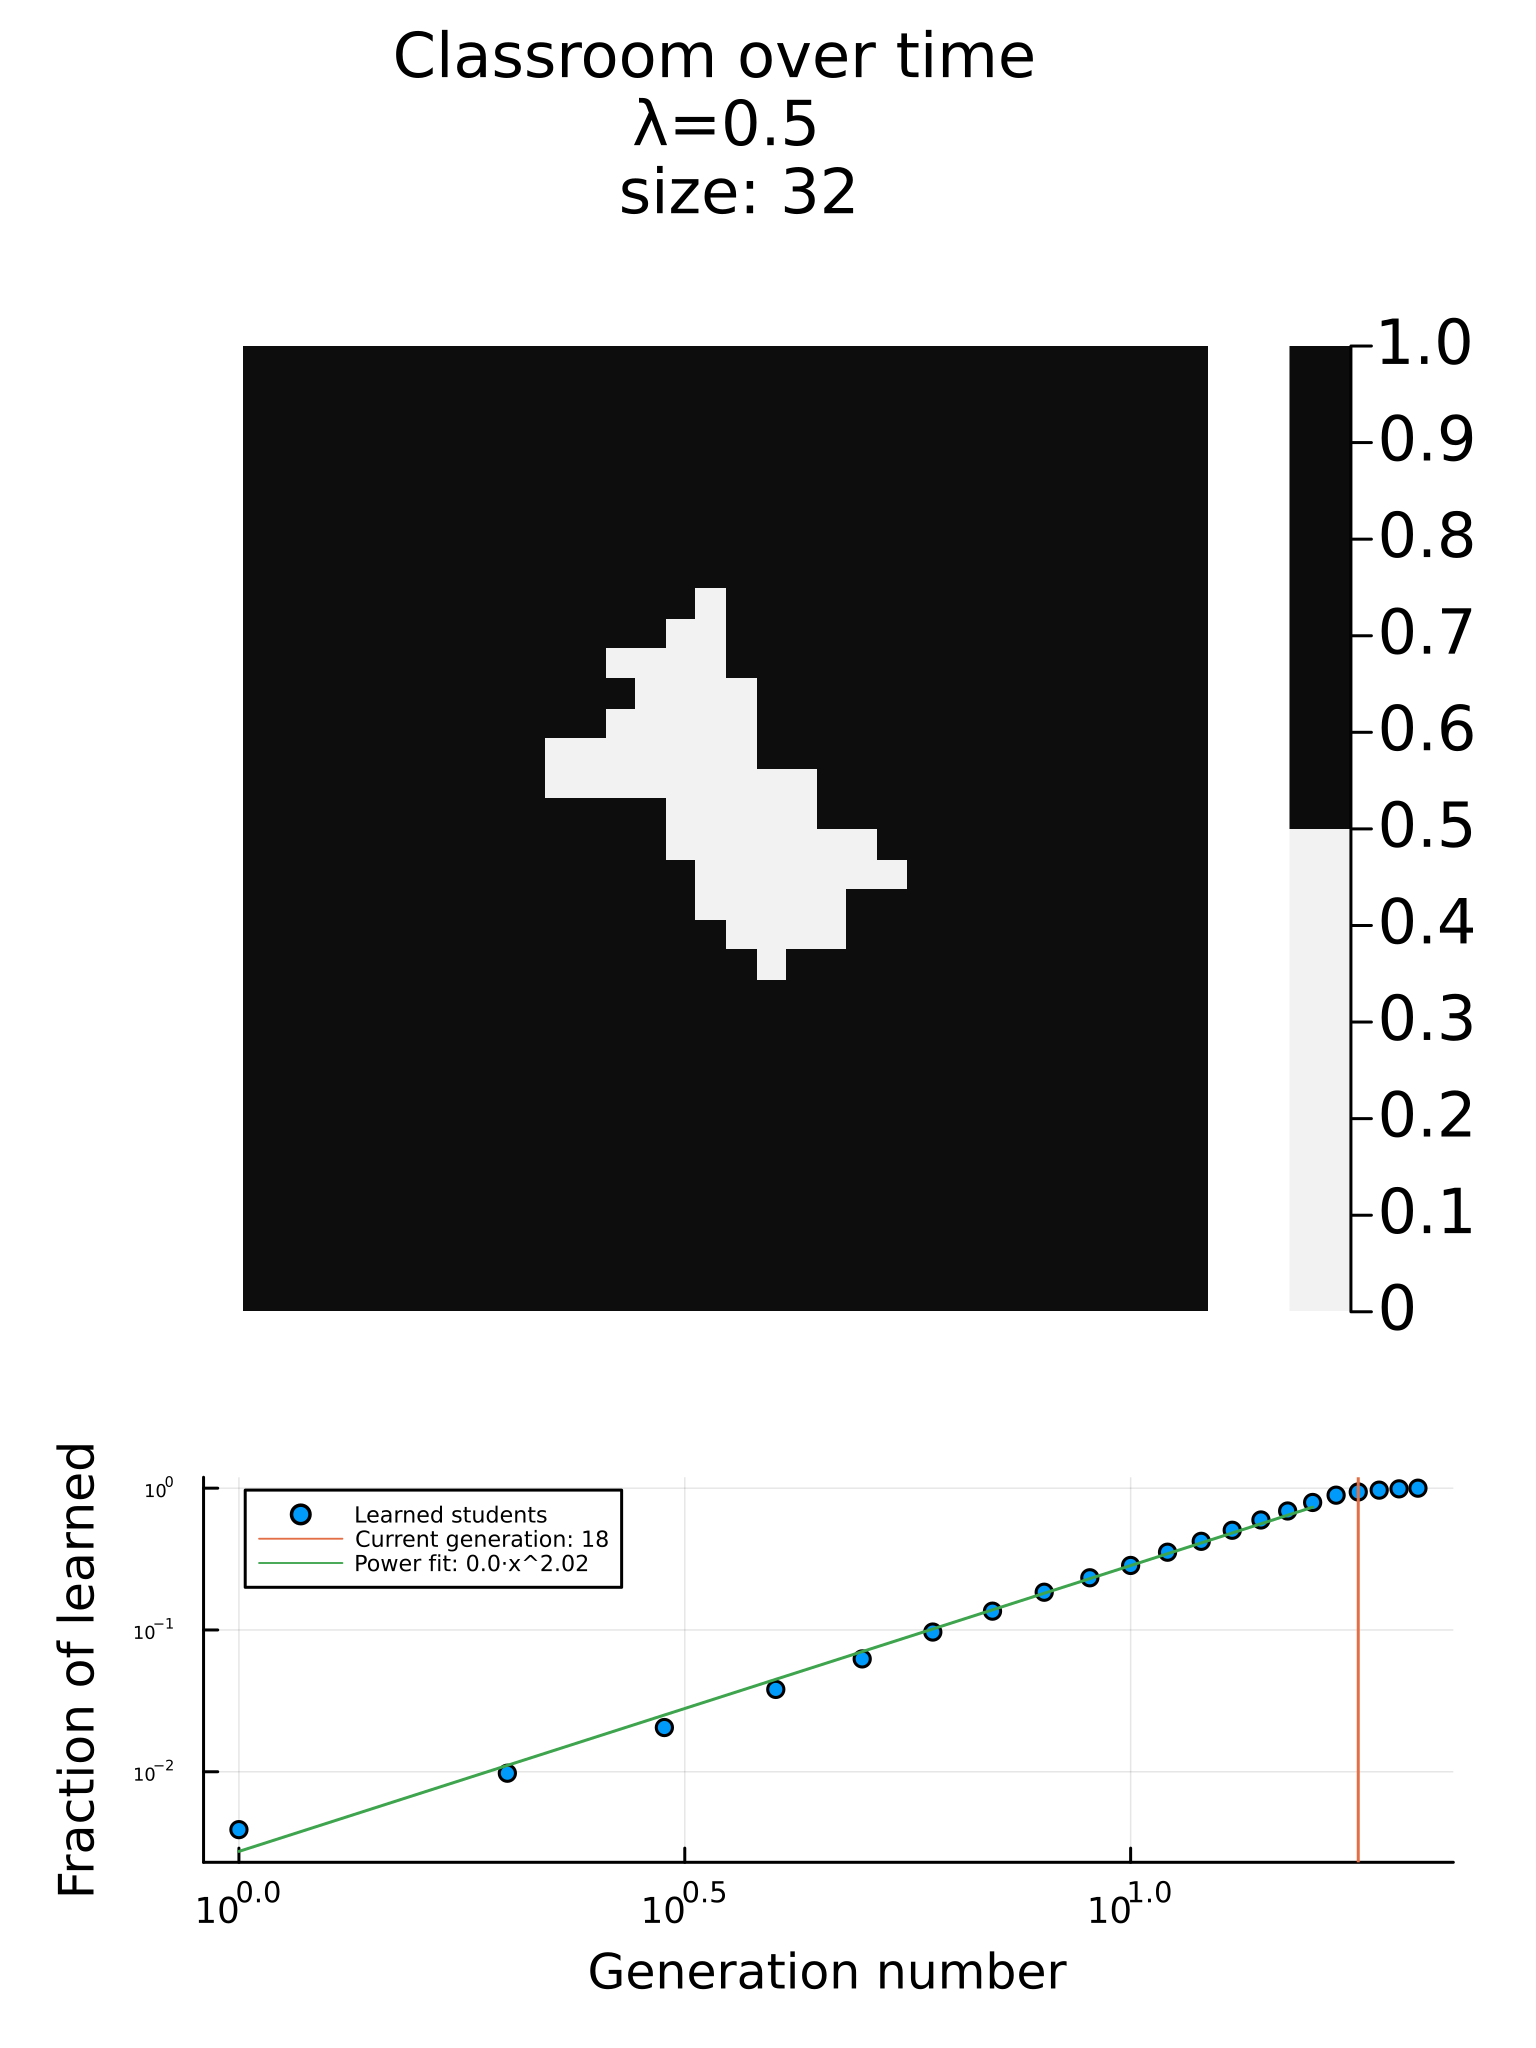 Classroom over time
λ=0.5
size: 32
1.0
0.9
0.8
0.7
0.6
0.5
0.4
0.3
0.2
0.1
0
Fraction of learned
10^0
10^−1
10^−2
Learned students
Current generation: 18
Power fit: 0.0·x^2.02
10^0.0 10^0.5 10^1.0
Generation number